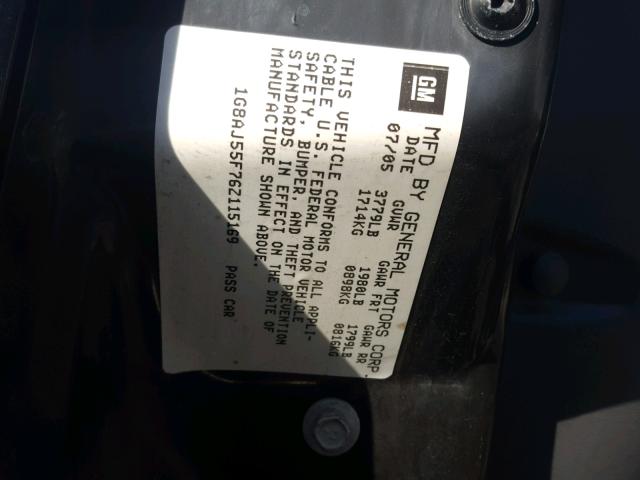 GM
MFD BY GENERAL MOTORS CORP.
DATE GVWR GAWR FRT GAWR RR
07/05 3779LB 1980LB 1799LB
1714KG 0898KG 0816KG
THIS VEHICLE CONFORMS TO ALL APPLI-
CABLE U.S. FEDERAL MOTOR VEHICLE
SAFETY, BUMPER, AND THEFT PREVENTION
STANDARDS IN EFFECT ON THE DATE OF
MANUFACTURE SHOWN ABOVE.
1G8AJ55F76Z115169 PASS CAR